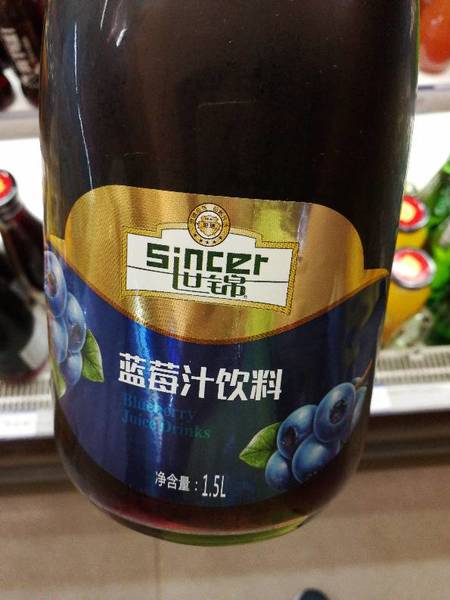 sincer
世锦
蓝莓汁饮料
Blueberry
Juice Drinks
净含量：1.5L